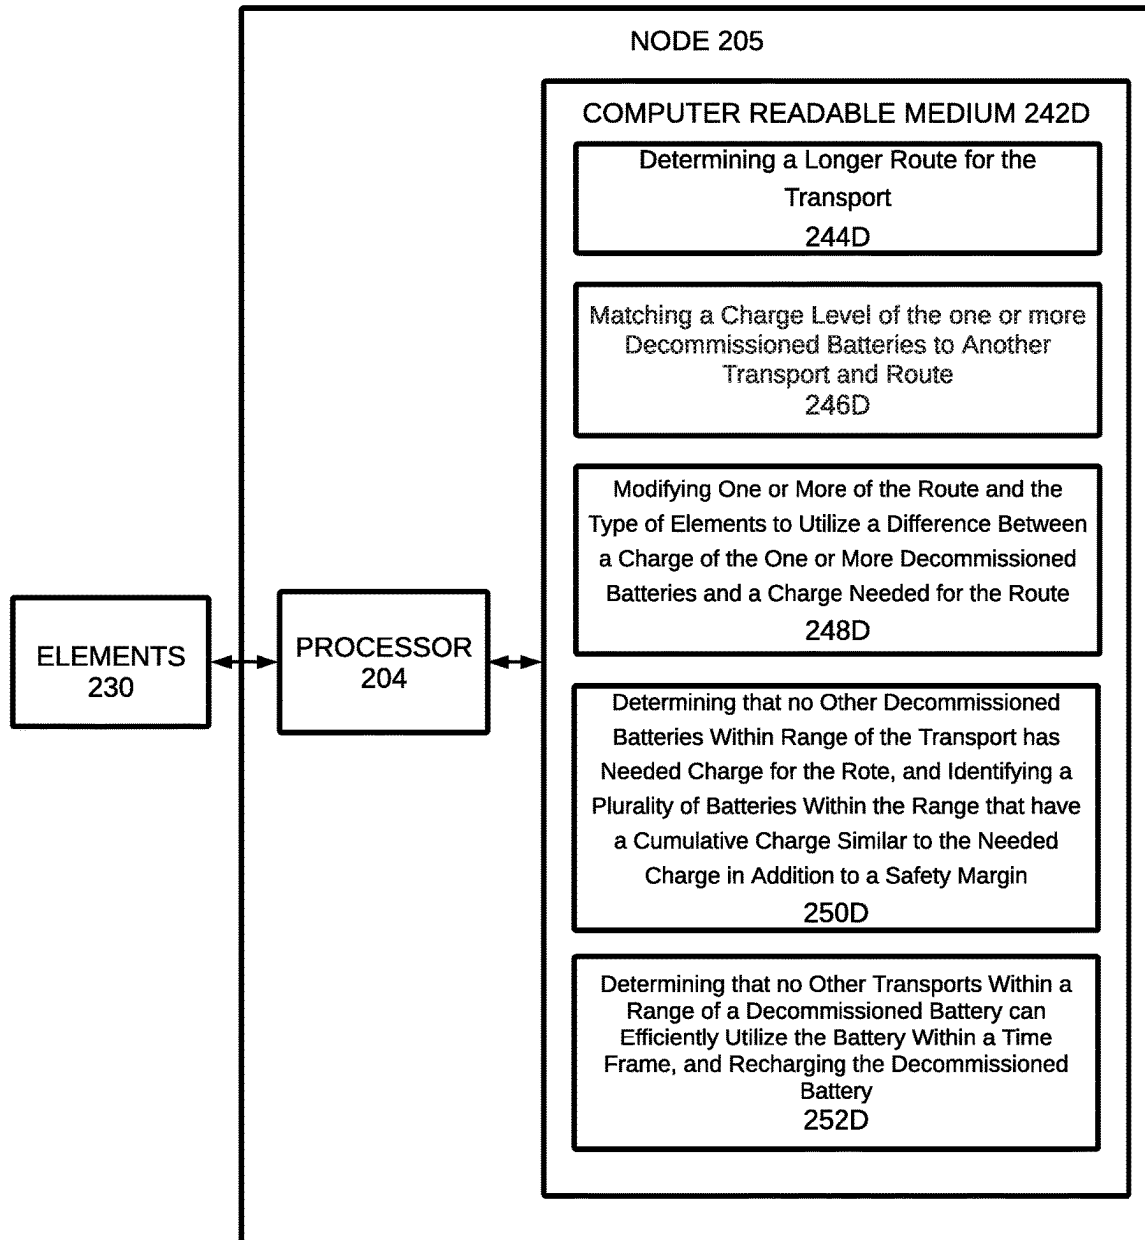 NODE 205
COMPUTER READABLE MEDIUM 242D
Determining a Longer Route for the
Transport
244D
Matching a Charge Level of the one or more
Decommissioned Batteries to Another
Transport and Route
246D
Modifying One or More of the Route and the
Type of Elements to Utilize a Difference Between
a Charge of the One or More Decommissioned
Batteries and a Charge Needed for the Route
248D
ELEMENTS
230
PROCESSOR
204
Determining that no Other Decommissioned
Batteries Within Range of the Transport has
Needed Charge for the Rote, and Identifying a
Plurality of Batteries Within the Range that have
a Cumulative Charge Similar to the Needed
Charge in Addition to a Safety Margin
250D
Determining that no Other Transports Within a
Range of a Decommissioned Battery can
Efficiently Utilize the Battery Within a Time
Frame, and Recharging the Decommissioned
Battery
252D